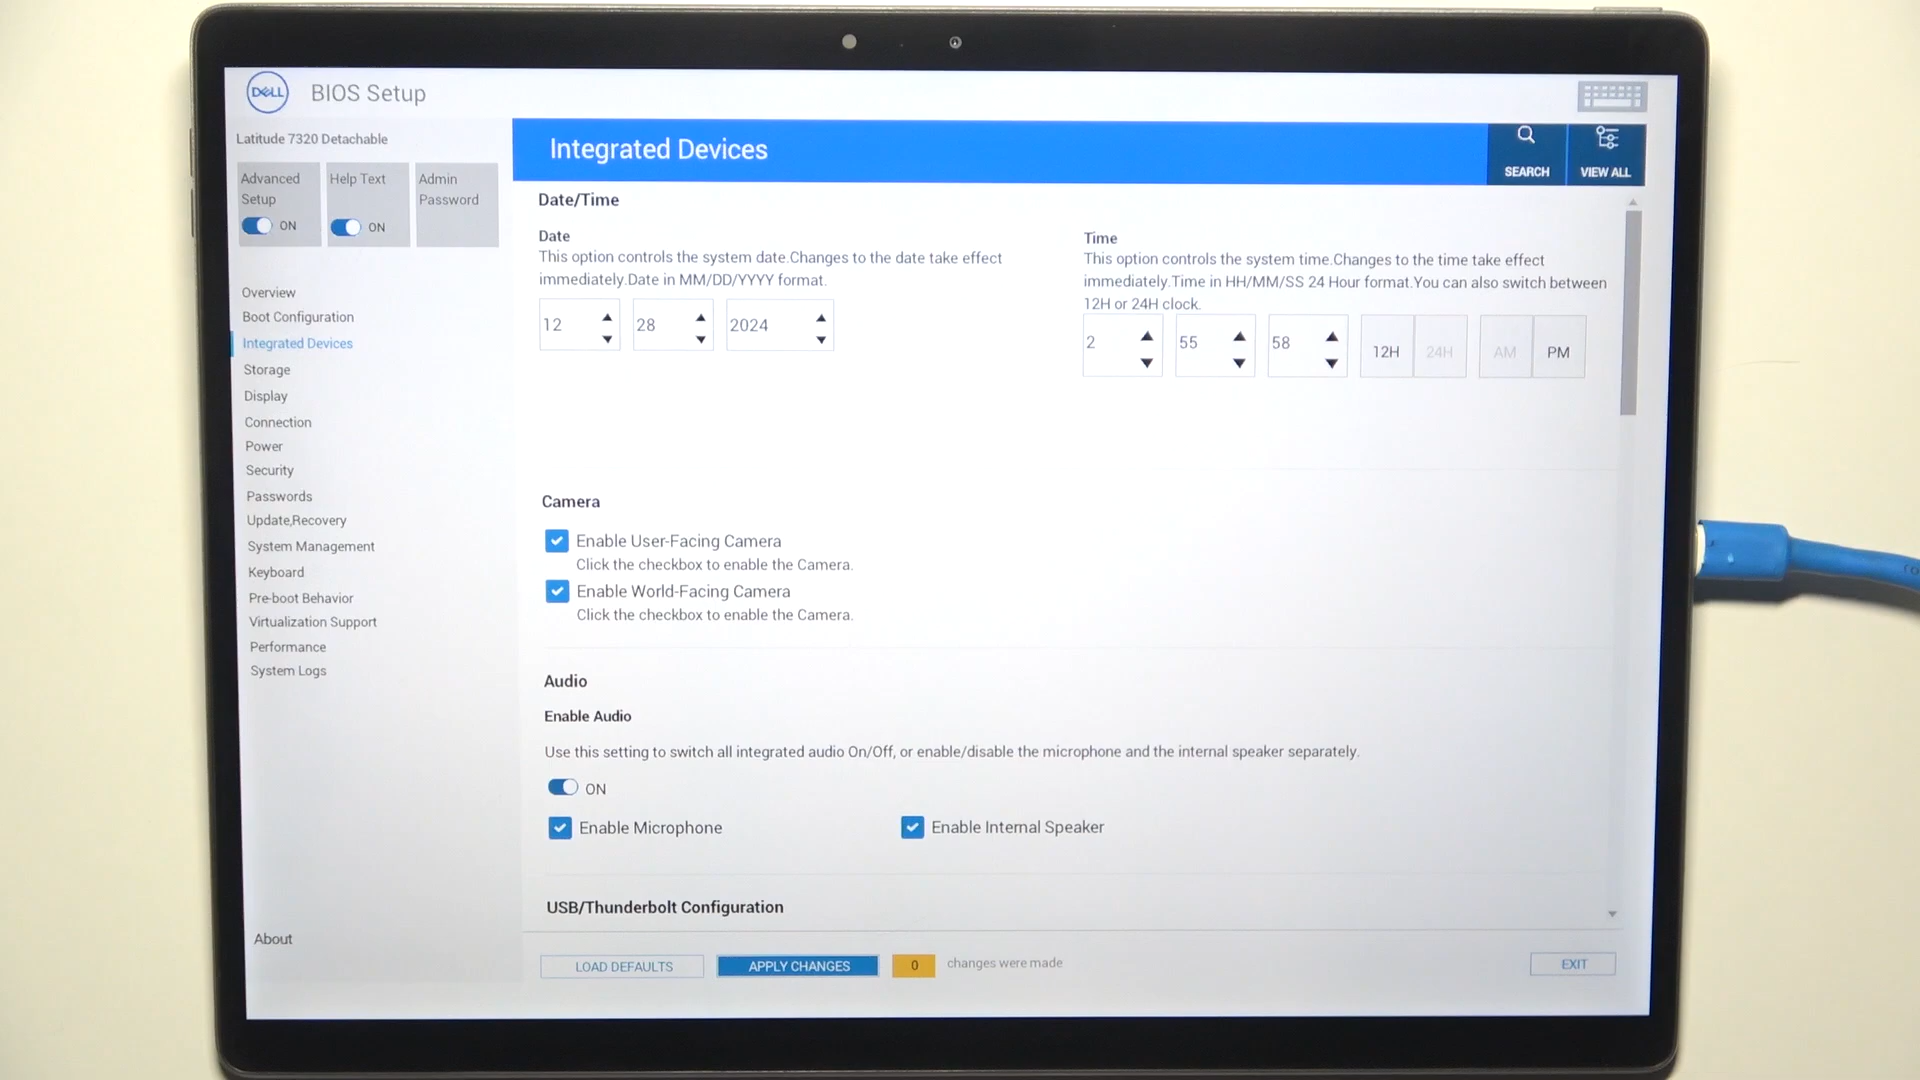 DELL
BIOS Setup
Latitude 7320 Detachable
Advanced Setup
ON
Help Text
ON
Admin Password
Overview
Boot Configuration
Integrated Devices
Storage
Display
Connection
Power
Security
Passwords
Update,Recovery
System Management
Keyboard
Pre-boot Behavior
Virtualization Support
Performance
System Logs
About
Integrated Devices
SEARCH
VIEW ALL
Date/Time
Date
This option controls the system date.Changes to the date take effect
immediately.Date in MM/DD/YYYY format.
12 28 2024
Time
This option controls the system time.Changes to the time take effect
immediately.Time in HH/MM/SS 24 Hour format.You can also switch between
12H or 24H clock.
2 55 58 12H 24H AM PM
Camera
Enable User-Facing Camera
Click the checkbox to enable the Camera.
Enable World-Facing Camera
Click the checkbox to enable the Camera.
Audio
Enable Audio
Use this setting to switch all integrated audio On/Off, or enable/disable the microphone and the internal speaker separately.
ON
Enable Microphone
Enable Internal Speaker
USB/Thunderbolt Configuration
LOAD DEFAULTS
APPLY CHANGES
0 changes were made
EXIT